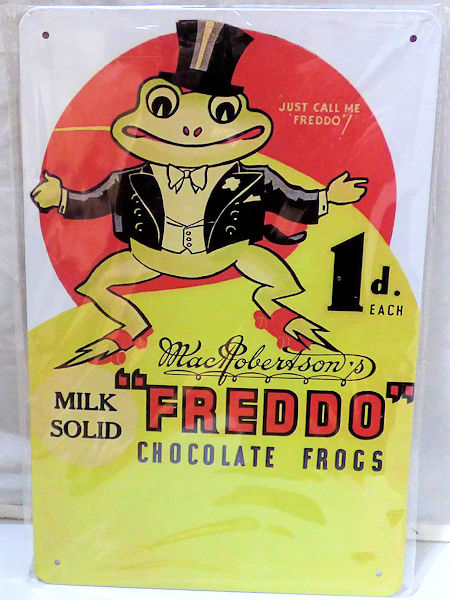 "JUST CALL ME
'FREDDO'!"
1d.
EACH
MacRobertson's
MILK
SOLID
"FREDDO"
CHOCOLATE FROGS